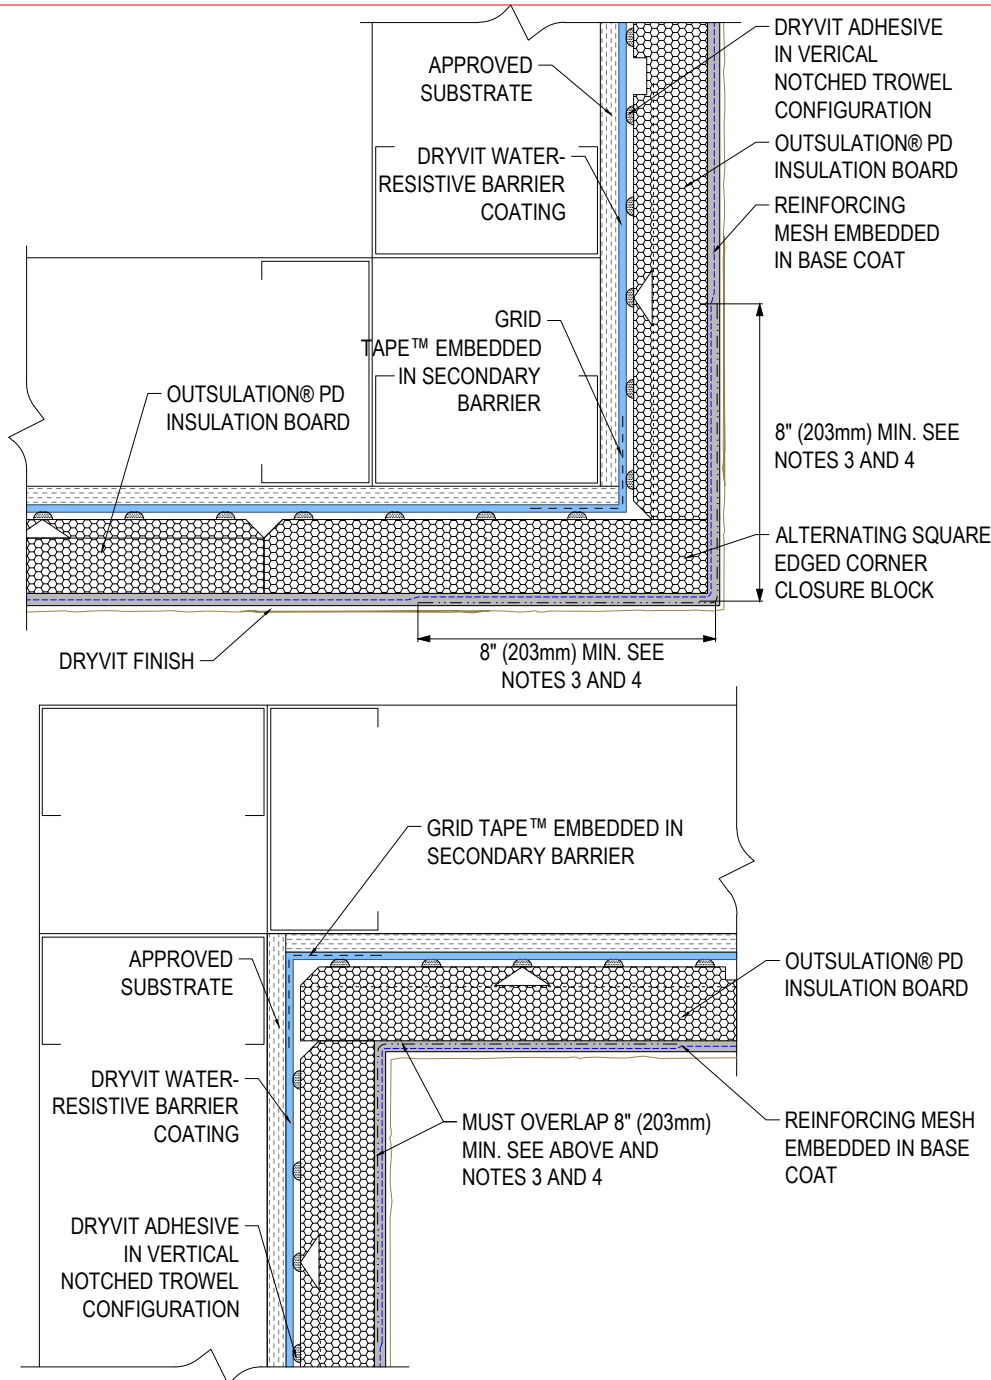 DRYVIT ADHESIVE
IN VERICAL
NOTCHED TROWEL
CONFIGURATION
APPROVED
SUBSTRATE
OUTSULATION® PD
INSULATION BOARD
DRYVIT WATER-
RESISTIVE BARRIER
COATING
REINFORCING
MESH EMBEDDED
IN BASE COAT
GRID
TAPE™ EMBEDDED
IN SECONDARY
BARRIER
OUTSULATION® PD
INSULATION BOARD
8" (203mm) MIN. SEE
NOTES 3 AND 4
ALTERNATING SQUARE
EDGED CORNER
CLOSURE BLOCK
DRYVIT FINISH
8" (203mm) MIN. SEE
NOTES 3 AND 4
GRID TAPE™ EMBEDDED IN
SECONDARY BARRIER
APPROVED
SUBSTRATE
OUTSULATION® PD
INSULATION BOARD
DRYVIT WATER-
RESISTIVE BARRIER
COATING
MUST OVERLAP 8" (203mm)
MIN. SEE ABOVE AND
NOTES 3 AND 4
REINFORCING MESH
EMBEDDED IN BASE
COAT
DRYVIT ADHESIVE
IN VERTICAL
NOTCHED TROWEL
CONFIGURATION